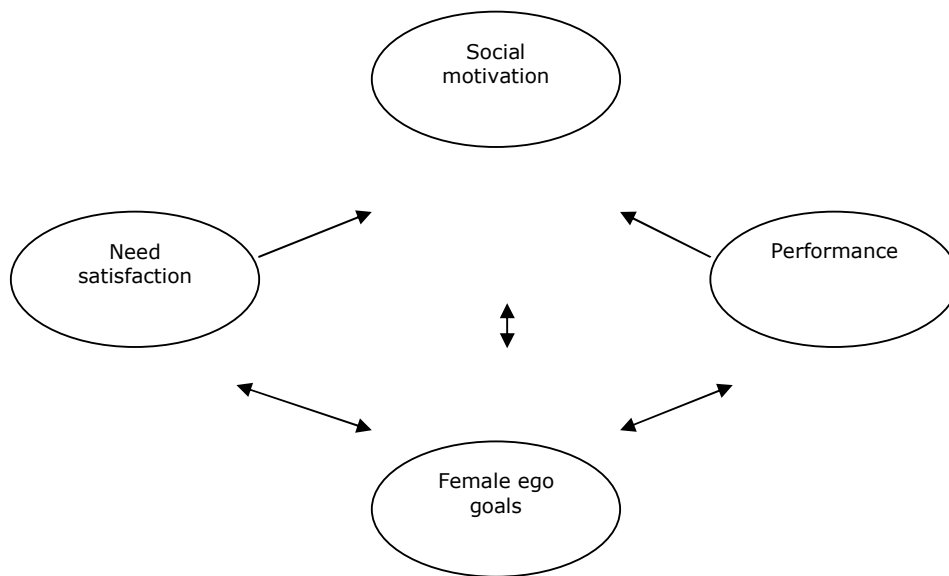 Social
motivation
Need
satisfaction
Performance
Female ego
goals